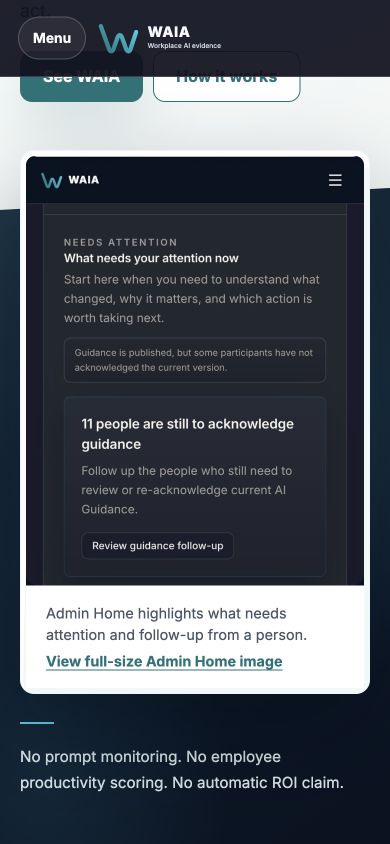 act.
Menu
WAIA
Workplace AI evidence
See WAIA
How it works
WAIA
NEEDS ATTENTION
What needs your attention now
Start here when you need to understand what
changed, why it matters, and which action is
worth taking next.
Guidance is published, but some participants have not
acknowledged the current version.
11 people are still to acknowledge
guidance
Follow up the people who still need to
review or re-acknowledge current AI
Guidance.
Review guidance follow-up
Admin Home highlights what needs
attention and follow-up from a person.
View full-size Admin Home image
No prompt monitoring. No employee
productivity scoring. No automatic ROI claim.